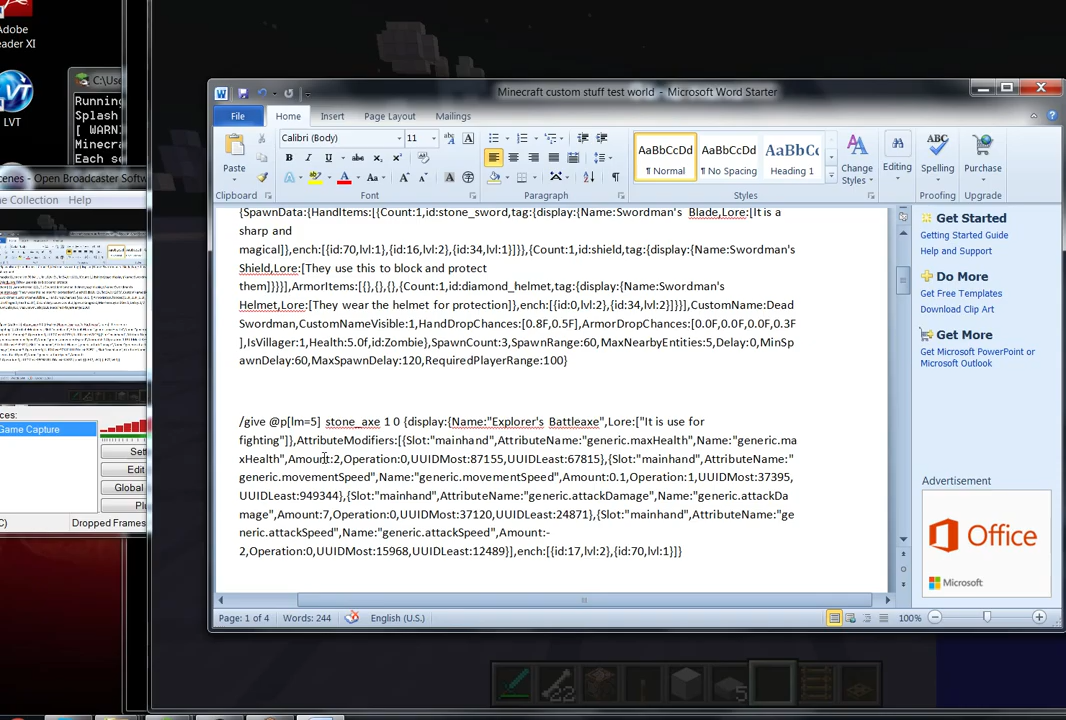 Adobe
eader XI
LVT
C:\Use
Running
Splash
[ WARNI
Minecra
Each se
cenes - Open Broadcaster Softw
ne Collection Help
ces:
Game Capture
Set
Edit
Global
Plu
C)
Dropped Frames
Minecraft custom stuff test world - Microsoft Word Starter
File Home Insert Page Layout Mailings
Paste
Calibri (Body) 11
B I U abc
Clipboard
Font
Paragraph
AaBbCcDd
¶ Normal
AaBbCcDd
¶ No Spacing
AaBbC
Heading 1
Change
Styles
Styles
Editing
Spelling
Proofing
Purchase
Upgrade
{SpawnData:{HandItems:[{Count:1,id:stone_sword,tag:{display:{Name:Swordman's Blade,Lore:[It is a
sharp and
magical]},ench:[{id:70,lvl:1},{id:16,lvl:2},{id:34,lvl:1}]}},{Count:1,id:shield,tag:{display:{Name:Swordman's
Shield,Lore:[They use this to block and protect
them]}}}],ArmorItems:[{},{},{},{Count:1,id:diamond_helmet,tag:{display:{Name:Swordman's
Helmet,Lore:[They wear the helmet for protection]},ench:[{id:0,lvl:2},{id:34,lvl:2}]}}],CustomName:Dead
Swordman,CustomNameVisible:1,HandDropChances:[0.8F,0.5F],ArmorDropChances:[0.0F,0.0F,0.0F,0.3F
],IsVillager:1,Health:5.0f,id:Zombie},SpawnCount:3,SpawnRange:60,MaxNearbyEntities:5,Delay:0,MinSp
awnDelay:60,MaxSpawnDelay:120,RequiredPlayerRange:100}
/give @p[lm=5] stone_axe 1 0 {display:{Name:"Explorer's Battleaxe",Lore:["It is use for
fighting"]},AttributeModifiers:[{Slot:"mainhand",AttributeName:"generic.maxHealth",Name:"generic.ma
xHealth",Amount:2,Operation:0,UUIDMost:87155,UUIDLeast:67815},{Slot:"mainhand",AttributeName:"
generic.movementSpeed",Name:"generic.movementSpeed",Amount:0.1,Operation:1,UUIDMost:37395,
UUIDLeast:949344},{Slot:"mainhand",AttributeName:"generic.attackDamage",Name:"generic.attackDa
mage",Amount:7,Operation:0,UUIDMost:37120,UUIDLeast:24871},{Slot:"mainhand",AttributeName:"ge
neric.attackSpeed",Name:"generic.attackSpeed",Amount:-
2,Operation:0,UUIDMost:15968,UUIDLeast:12489}],ench:[{id:17,lvl:2},{id:70,lvl:1}]}
Get Started
Getting Started Guide
Help and Support
Do More
Get Free Templates
Download Clip Art
Get More
Get Microsoft PowerPoint or
Microsoft Excel
Advertisement
Office
Microsoft
Page: 1 of 4 Words: 244 English (U.S.) 100%
22
5